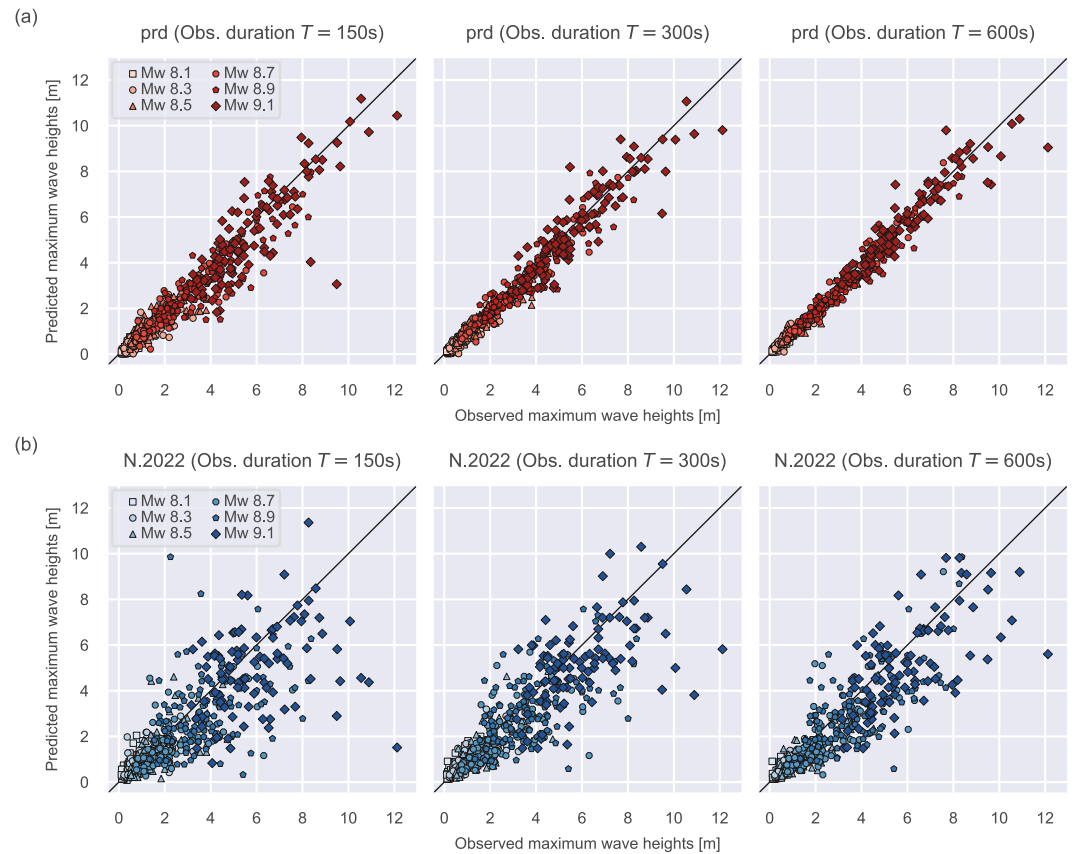 (a)
prd (Obs. duration T = 150s) prd (Obs. duration T = 300s) prd (Obs. duration T = 600s)
Predicted maximum wave heights [m]
12
10
8
6
4
2
0
Mw 8.1 Mw 8.7
Mw 8.3 Mw 8.9
Mw 8.5 Mw 9.1
0 2 4 6 8 10 12 0 2 4 6 8 10 12 0 2 4 6 8 10 12
Observed maximum wave heights [m]
(b)
N.2022 (Obs. duration T = 150s) N.2022 (Obs. duration T = 300s) N.2022 (Obs. duration T = 600s)
Predicted maximum wave heights [m]
12
10
8
6
4
2
0
Mw 8.1 Mw 8.7
Mw 8.3 Mw 8.9
Mw 8.5 Mw 9.1
0 2 4 6 8 10 12 0 2 4 6 8 10 12 0 2 4 6 8 10 12
Observed maximum wave heights [m]